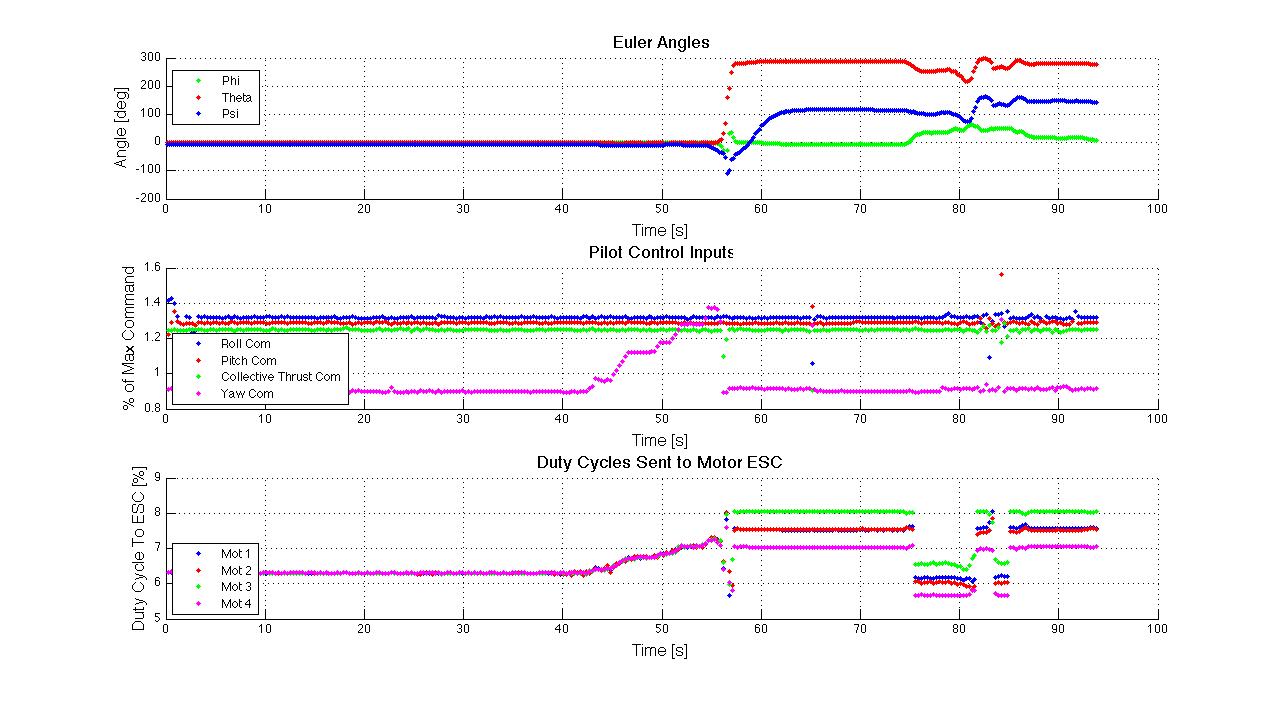 Euler Angles
300
200
100
0
-100
-200
Angle [deg]
Phi
Theta
Psi
0 10 20 30 40 50 60 70 80 90 100
Time [s]
Pilot Control Inputs
1.6
1.4
1.2
1
0.8
% of Max Command
Roll Com
Pitch Com
Collective Thrust Com
Yaw Com
0 10 20 30 40 50 60 70 80 90 100
Time [s]
Duty Cycles Sent to Motor ESC
9
8
7
6
5
Duty Cycle To ESC [%]
Mot 1
Mot 2
Mot 3
Mot 4
0 10 20 30 40 50 60 70 80 90 100
Time [s]